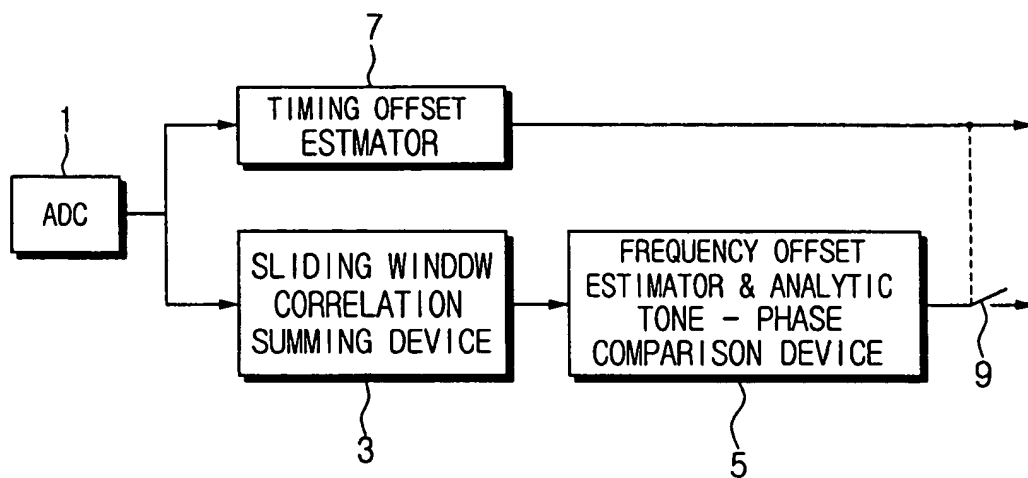 7
TIMING OFFSET
ESTMATOR
1
ADC
SLIDING WINDDW
CORRELATION
SUMMING DEVICE
3
FREQUENCY OFFSET
ESTIMATOR & ANALYTIC
TONE – PHASE
COMPARISON DEVICE
5
9